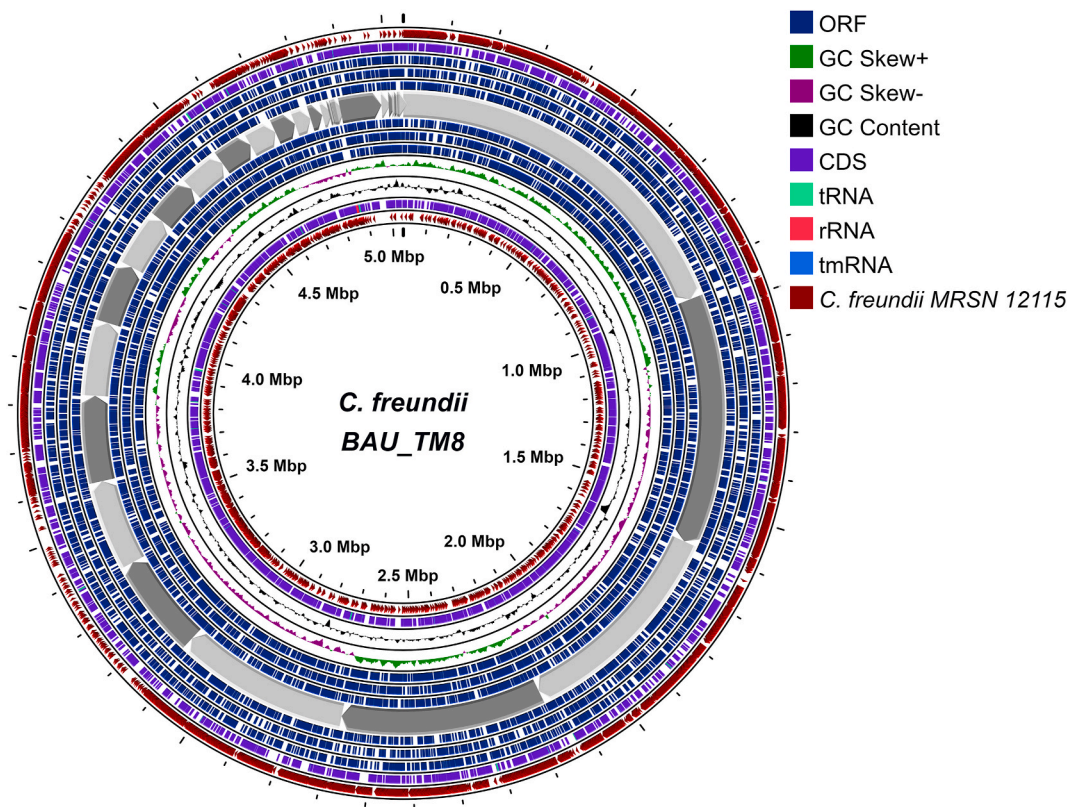 ORF
GC Skew+
GC Skew-
GC Content
CDS
tRNA
rRNA
tmRNA
C. freundii MRSN 12115
5.0 Mbp
0.5 Mbp
1.0 Mbp
1.5 Mbp
2.0 Mbp
2.5 Mbp
3.0 Mbp
3.5 Mbp
4.0 Mbp
4.5 Mbp
C. freundii
BAU_TM8